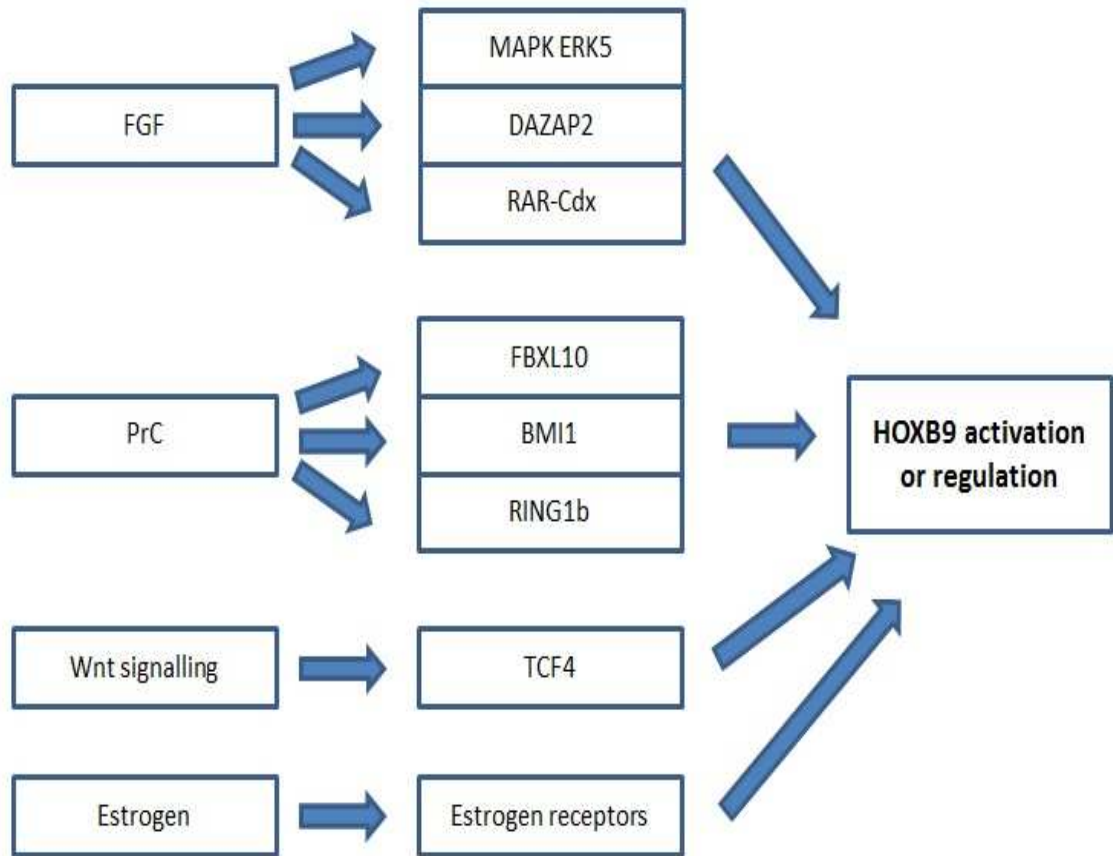 FGF
MAPK ERK5
DAZAP2
RAR-Cdx
PrC
FBXL10
BMI1
RING1b
Wnt signalling
TCF4
Estrogen
Estrogen receptors
HOXB9 activation
or regulation